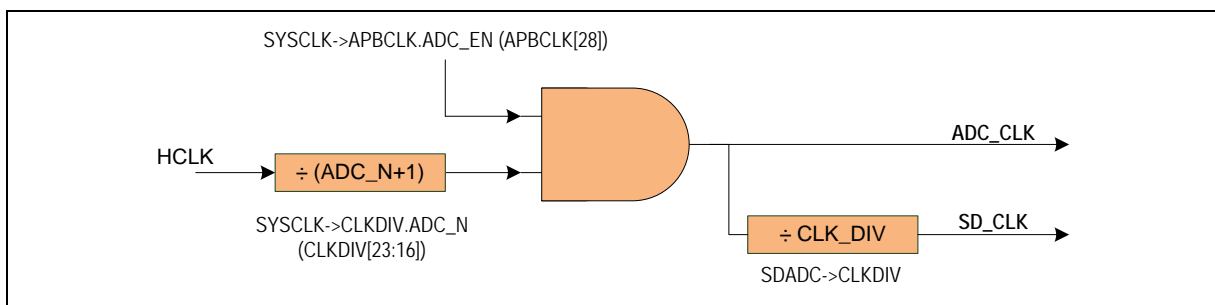 SYSCLK->APBCLK.ADC_EN (APBCLK[28])
ADC_CLK
HCLK
÷ (ADC_N+1)
SYSCLK->CLKDIV.ADC_N
(CLKDIV[23:16])
÷ CLK_DIV
SD_CLK
SDADC->CLKDIV